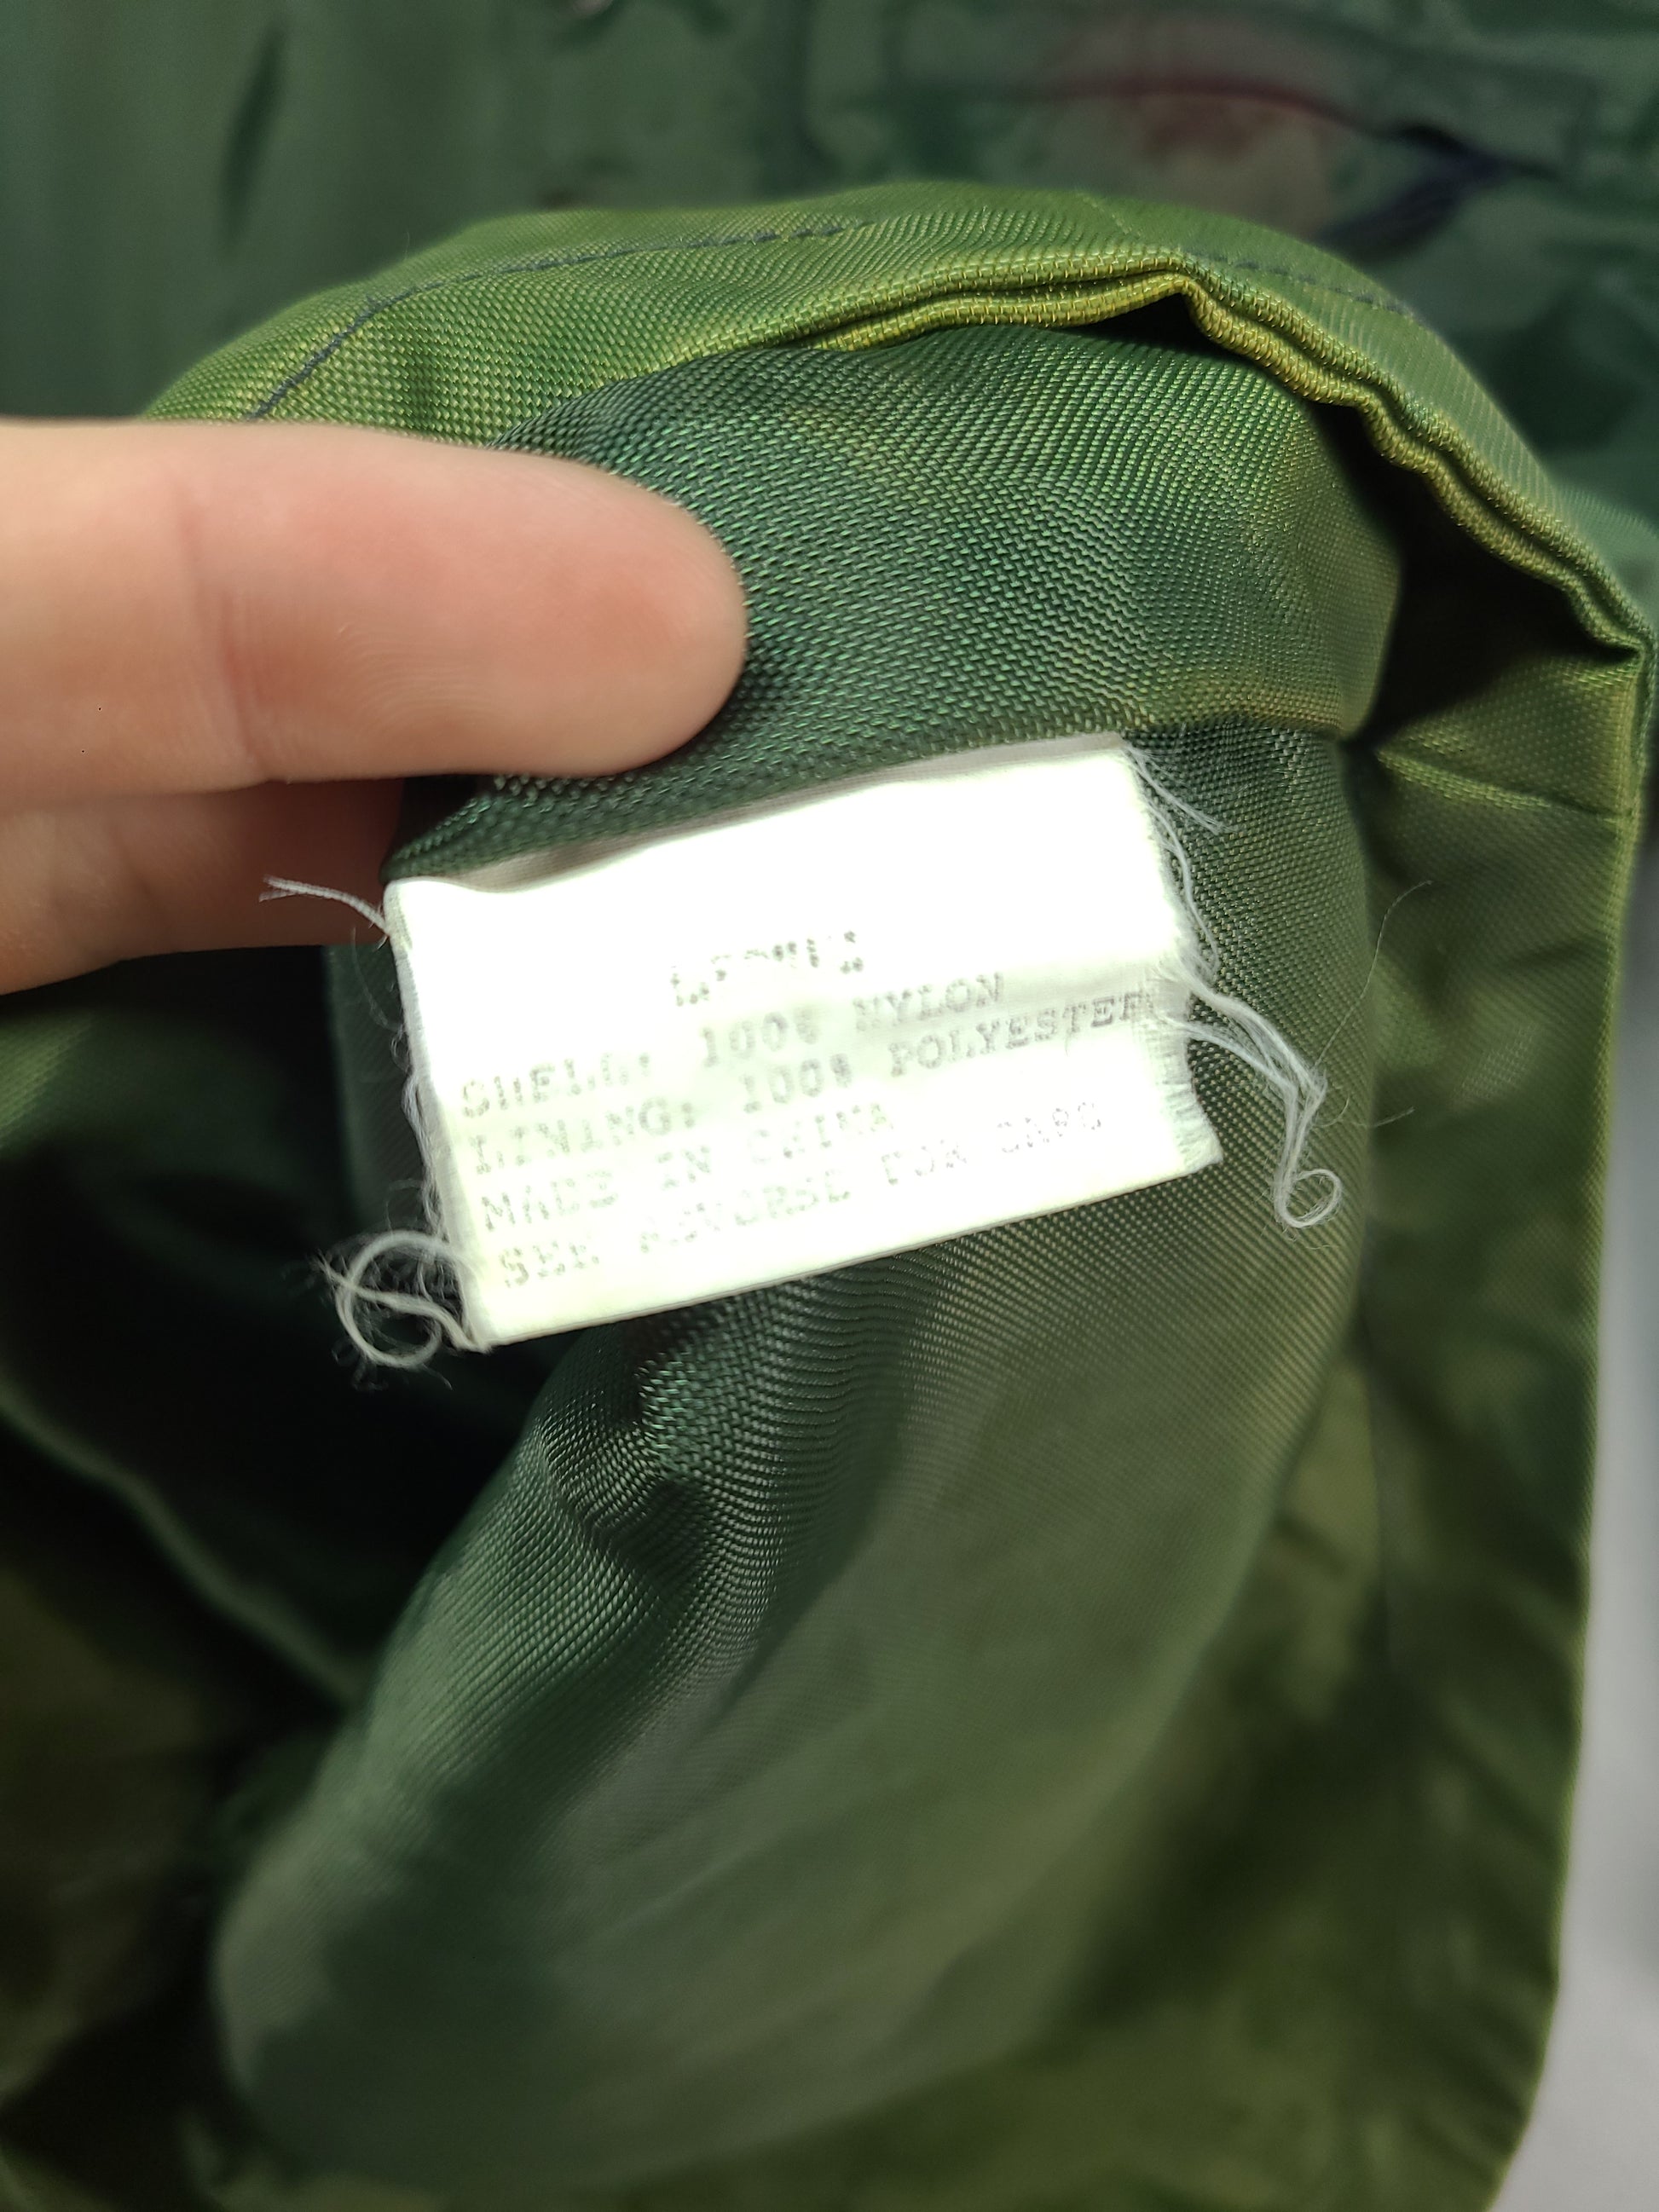 SHELL: 100% NYLON
LINING: 100% POLYESTER
MADE IN CHINA
SEE REVERSE FOR CARE